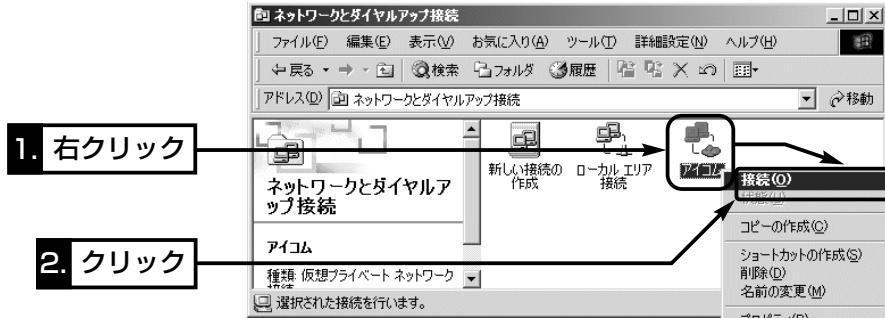 ネットワークとダイヤルアップ接続
ファイル(F) 編集(E) 表示(V) お気に入り(A) ツール(T) 詳細設定(N) ヘルプ(H)
戻る 検索 フォルダ 履歴
アドレス(D) ネットワークとダイヤルアップ接続 移動
1. 右クリック
ネットワークとダイヤルア
ップ接続
アイコム
種類: 仮想プライベート ネットワーク
接続
新しい接続の
作成
ローカル エリア
接続
アイコム
接続(O)
状態(U)
コピーの作成(C)
ショートカットの作成(S)
削除(D)
名前の変更(M)
プロパティ(R)
2. クリック
選択された接続を行います。